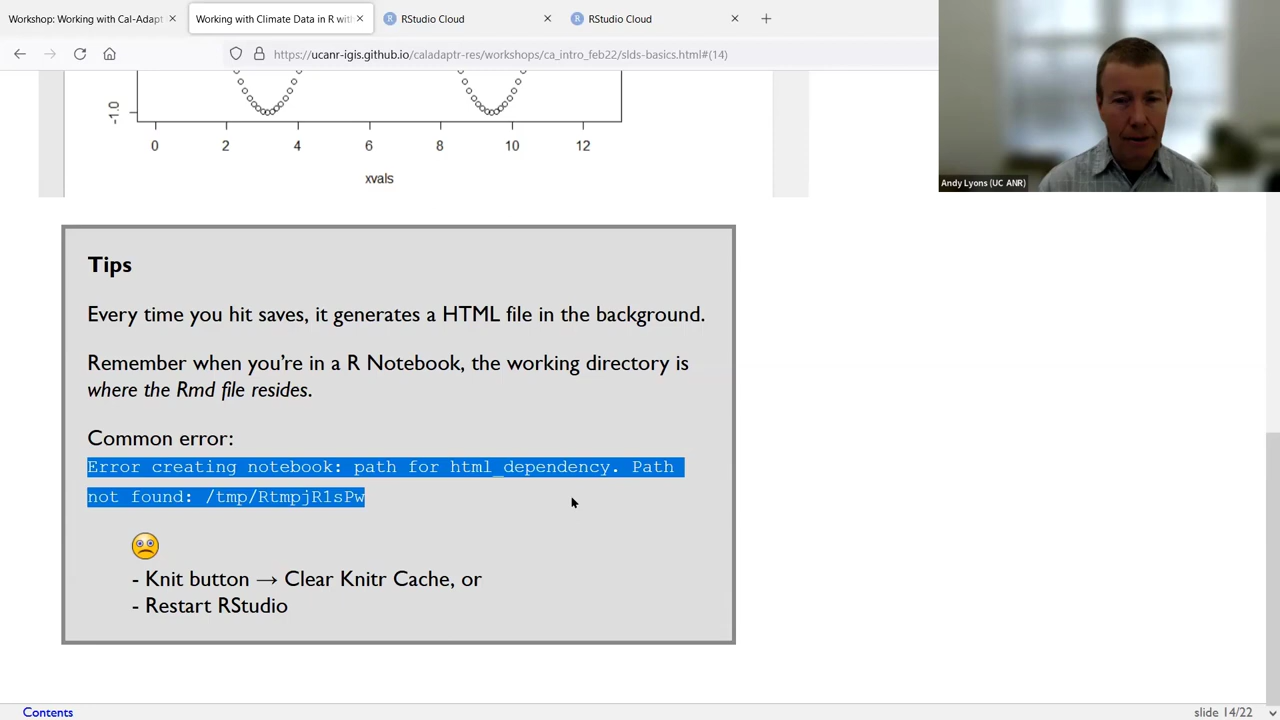 Workshop: Working with Cal-Adapt
Working with Climate Data in R with
RStudio Cloud
RStudio Cloud
https://ucanr-igis.github.io/caladaptr-res/workshops/ca_intro_feb22/slds-basics.html#(14)
-1.0
0 2 4 6 8 10 12
xvals
Andy Lyons (UC ANR)
Tips
Every time you hit saves, it generates a HTML file in the background.
Remember when you’re in a R Notebook, the working directory is
where the Rmd file resides.
Common error:
Error creating notebook: path for html_dependency. Path
not found: /tmp/RtmpjR1sPw
- Knit button → Clear Knitr Cache, or
- Restart RStudio
Contents
slide 14/22